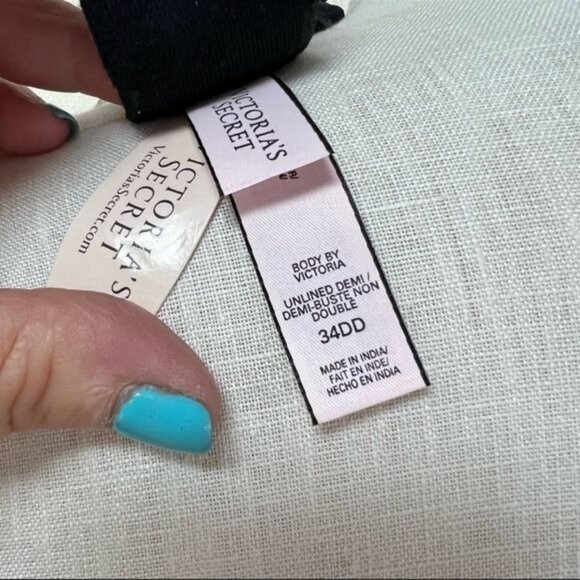 VICTORIA'S
SECRET
VICTORIA'S
SECRET
VictoriasSecret.com
BODY BY
VICTORIA
UNLINED DEMI/
DEMI-BUSTE NON
DOUBLÉ
34DD
MADE IN INDIA/
FAIT EN INDE/
HECHO EN INDIA